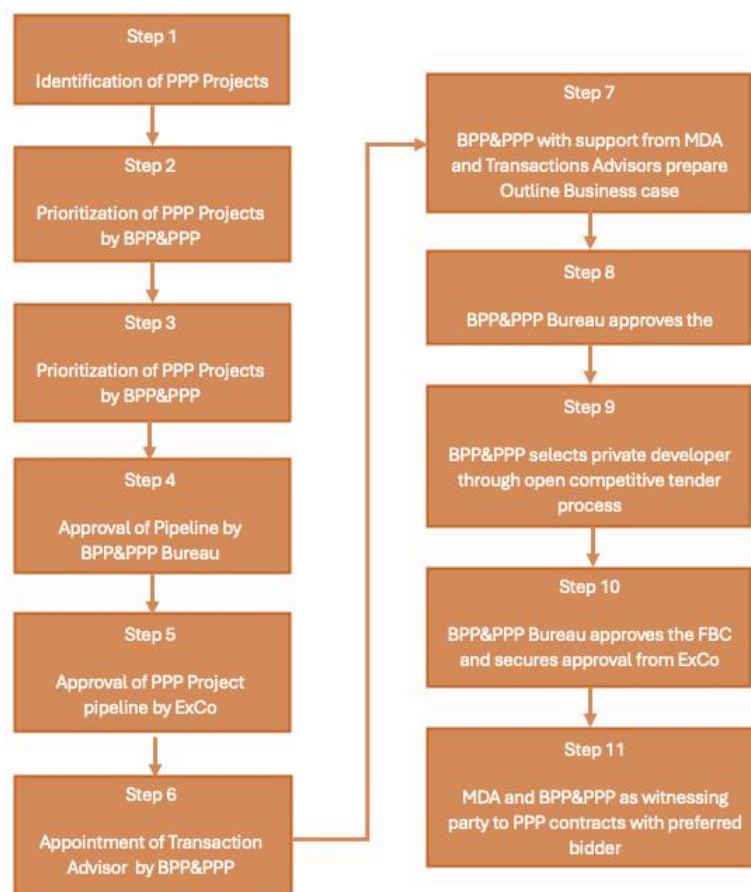 Step 1
Identification of PPP Projects
Step 2
Prioritization of PPP Projects
by BPP&PPP
Step 3
Prioritization of PPP Projects
by BPP&PPP
Step 4
Approval of Pipeline by
BPP&PPP Bureau
Step 5
Approval of PPP Project
pipeline by ExCo
Step 6
Appointment of Transaction
Advisor by BPP&PPP
Step 7
BPP&PPP with support from MDA
and Transactions Advisors prepare
Outline Business case
Step 8
BPP&PPP Bureau approves the
Step 9
BPP&PPP selects private developer
through open competitive tender
process
Step 10
BPP&PPP Bureau approves the FBC
and secures approval from ExCo
Step 11
MDA and BPP&PPP as witnessing
party to PPP contracts with preferred
bidder